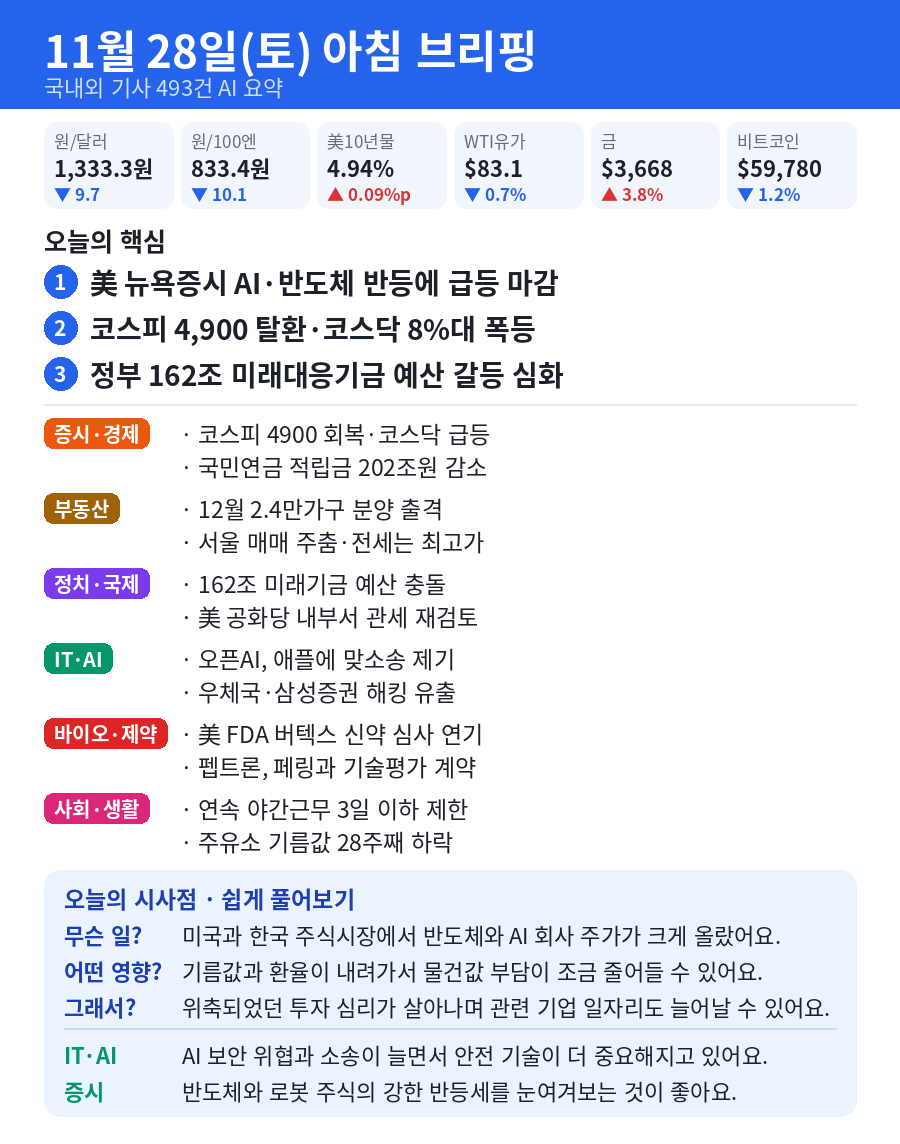 11월 28일(토) 아침 브리핑
국내외 기사 493건 AI 요약
원/달러
1,333.3원
▼ 9.7
원/100엔
833.4원
▼ 10.1
美10년물
4.94%
▲ 0.09%p
WTI유가
$83.1
▼ 0.7%
금
$3,668
▲ 3.8%
비트코인
$59,780
▼ 1.2%
오늘의 핵심
1 美 뉴욕증시 AI·반도체 반등에 급등 마감
2 코스피 4,900 탈환·코스닥 8%대 폭등
3 정부 162조 미래대응기금 예산 갈등 심화
증시·경제 · 코스피 4900 회복·코스닥 급등
· 국민연금 적립금 202조원 감소
부동산 · 12월 2.4만가구 분양 출격
· 서울 매매 주춤·전세는 최고가
정치·국제 · 162조 미래기금 예산 충돌
· 美 공화당 내부서 관세 재검토
IT·AI · 오픈AI, 애플에 맞소송 제기
· 우체국·삼성증권 해킹 유출
바이오·제약 · 美 FDA 버텍스 신약 심사 연기
· 펩트론, 페링과 기술평가 계약
사회·생활 · 연속 야간근무 3일 이하 제한
· 주유소 기름값 28주째 하락
오늘의 시사점 · 쉽게 풀어보기
무슨 일? 미국과 한국 주식시장에서 반도체와 AI 회사 주가가 크게 올랐어요.
어떤 영향? 기름값과 환율이 내려가서 물건값 부담이 조금 줄어들 수 있어요.
그래서? 위축되었던 투자 심리가 살아나며 관련 기업 일자리도 늘어날 수 있어요.
IT·AI AI 보안 위협과 소송이 늘면서 안전 기술이 더 중요해지고 있어요.
증시 반도체와 로봇 주식의 강한 반등세를 눈여겨보는 것이 좋아요.